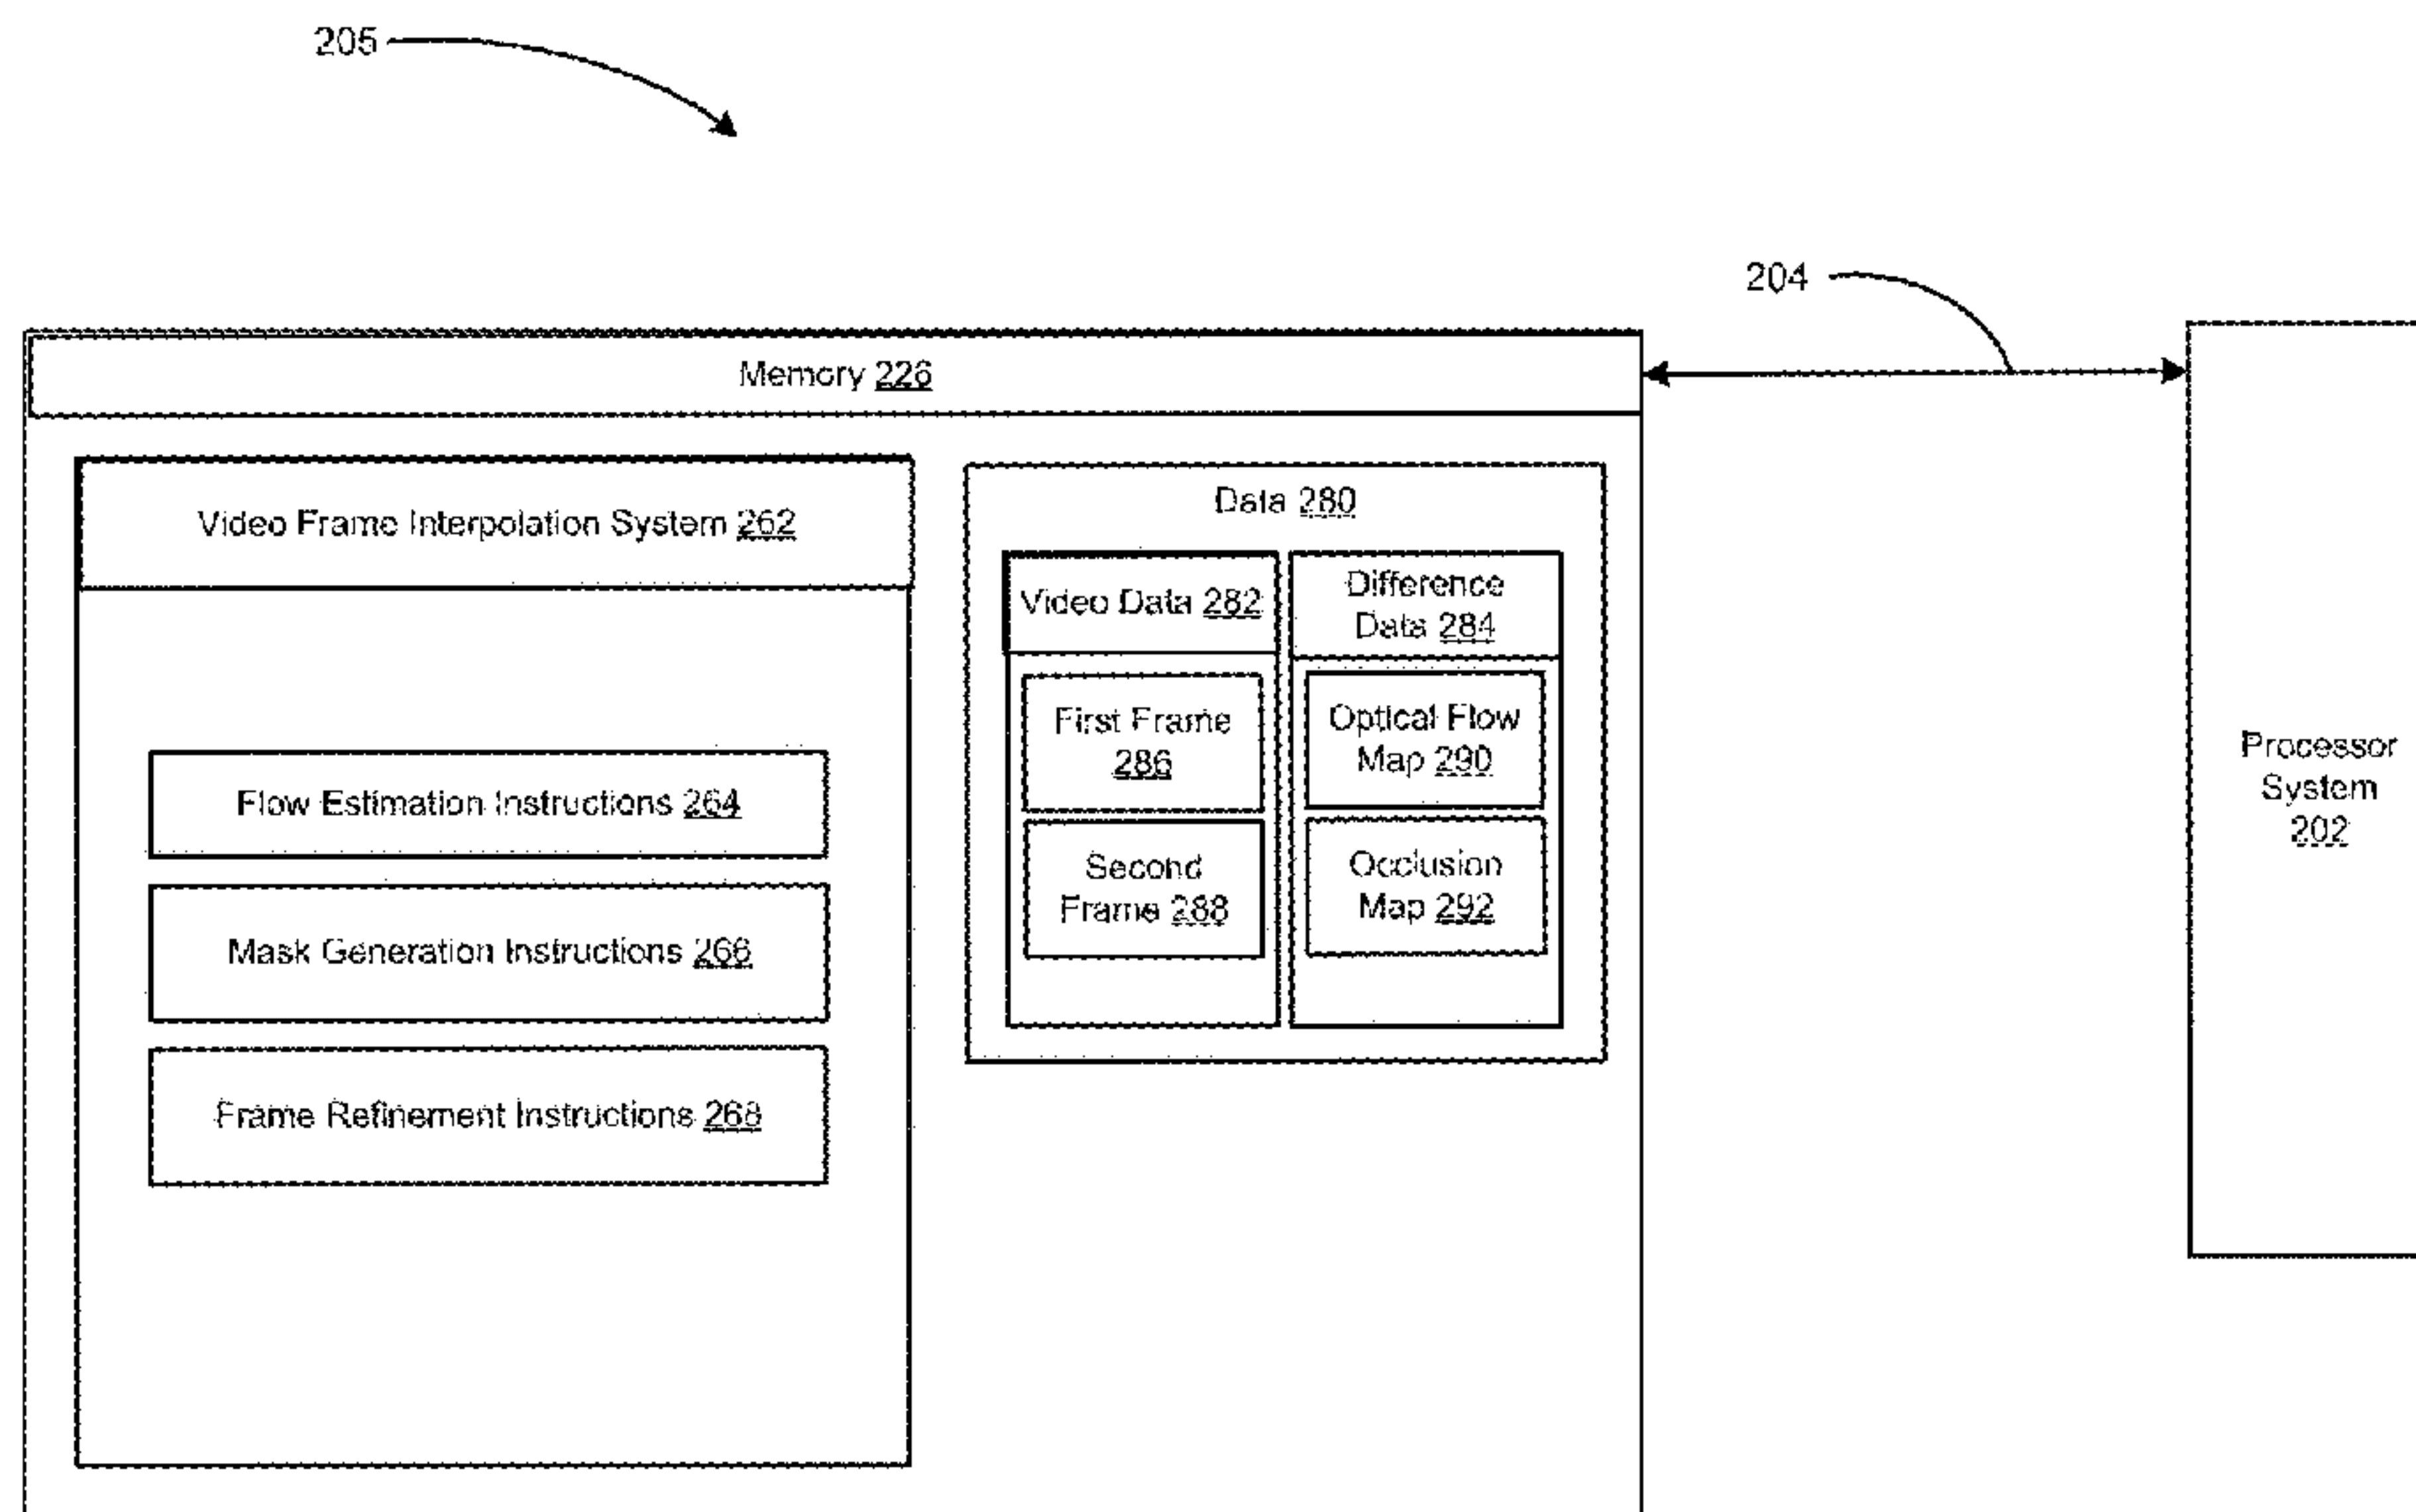 205
204
Memory 226
Video Frame Interpolation System 262
Flow Estimation Instructions 264
Mask Generation Instructions 266
Frame Refinement Instructions 268
Data 280
Video Data 282
First Frame
286
Second
Frame 288
Difference
Data 284
Optical Flow
Map 290
Occlusion
Map 292
Processor
System
202